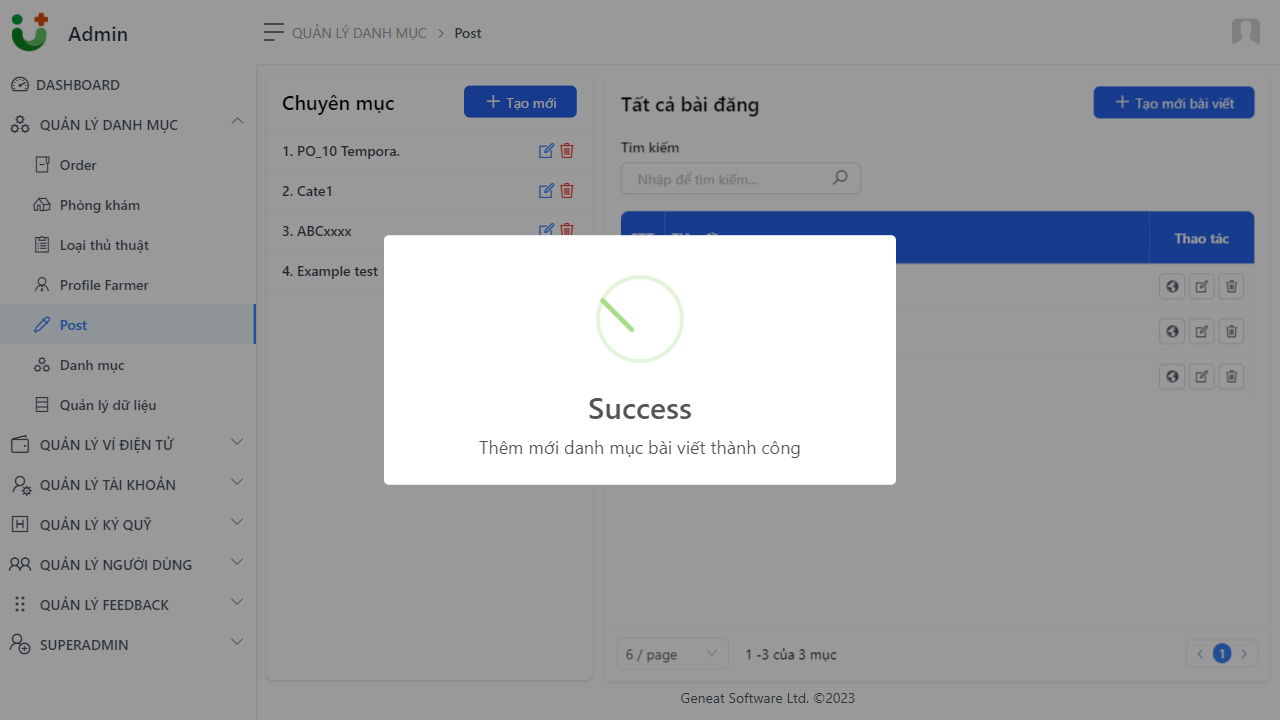 Admin
DASHBOARD
QUẢN LÝ DANH MỤC
Order
Phòng khám
Loại thủ thuật
Profile Farmer
Post
Danh mục
Quản lý dữ liệu
QUẢN LÝ VÍ ĐIỆN TỬ
QUẢN LÝ TÀI KHOẢN
QUẢN LÝ KÝ QUỸ
QUẢN LÝ NGƯỜI DÙNG
QUẢN LÝ FEEDBACK
SUPERADMIN
QUẢN LÝ DANH MỤC > Post
Chuyên mục
Tạo mới
1. PO_10 Tempora.
2. Cate1
3. ABCxxxx
4. Example test
Tất cả bài đăng
Tạo mới bài viết
Tìm kiếm
Nhập để tìm kiếm...
Thao tác
Success
Thêm mới danh mục bài viết thành công
6 / page
1 -3 của 3 mục
1
Geneat Software Ltd. ©2023